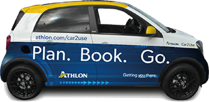 athlon.com/car2use
Plan. Book. Go.
ATHLON
Getting you there.